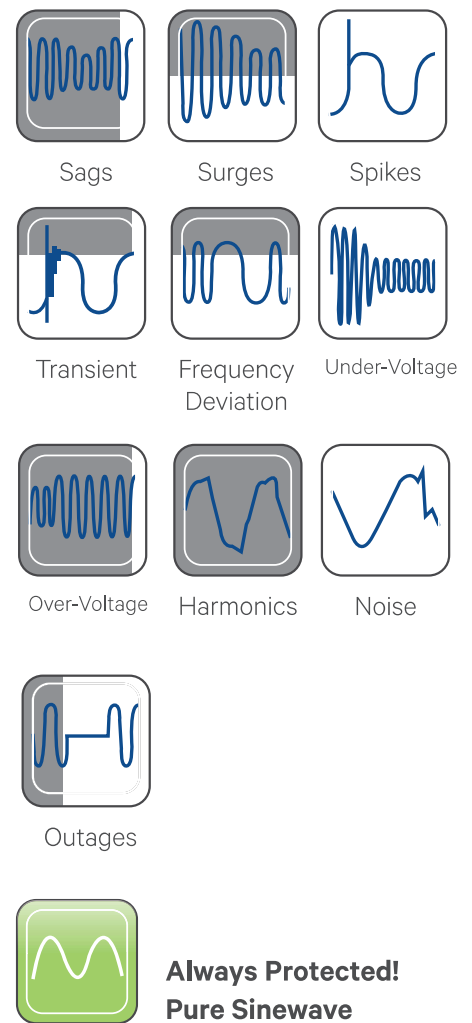 Sags
Surges
Spikes
Transient
Frequency
Deviation
Under-Voltage
Over-Voltage
Harmonics
Noise
Outages
Always Protected!
Pure Sinewave